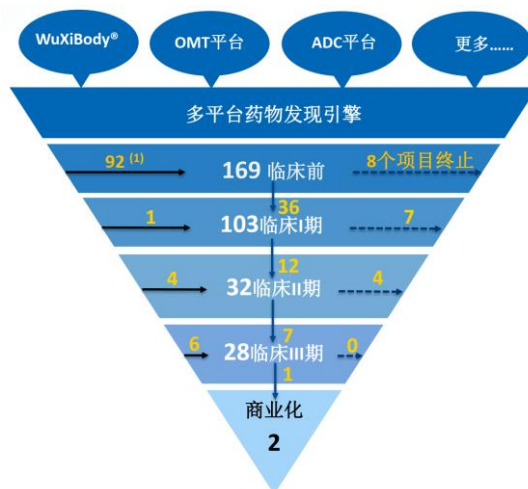 WuXiBody®
OMT平台
ADC平台
更多……
多平台药物发现引擎
92 (1)
169 临床前
8个项目终止
36
1
103临床I期
7
12
4
32临床II期
4
7
6
28临床III期
0
1
商业化
2